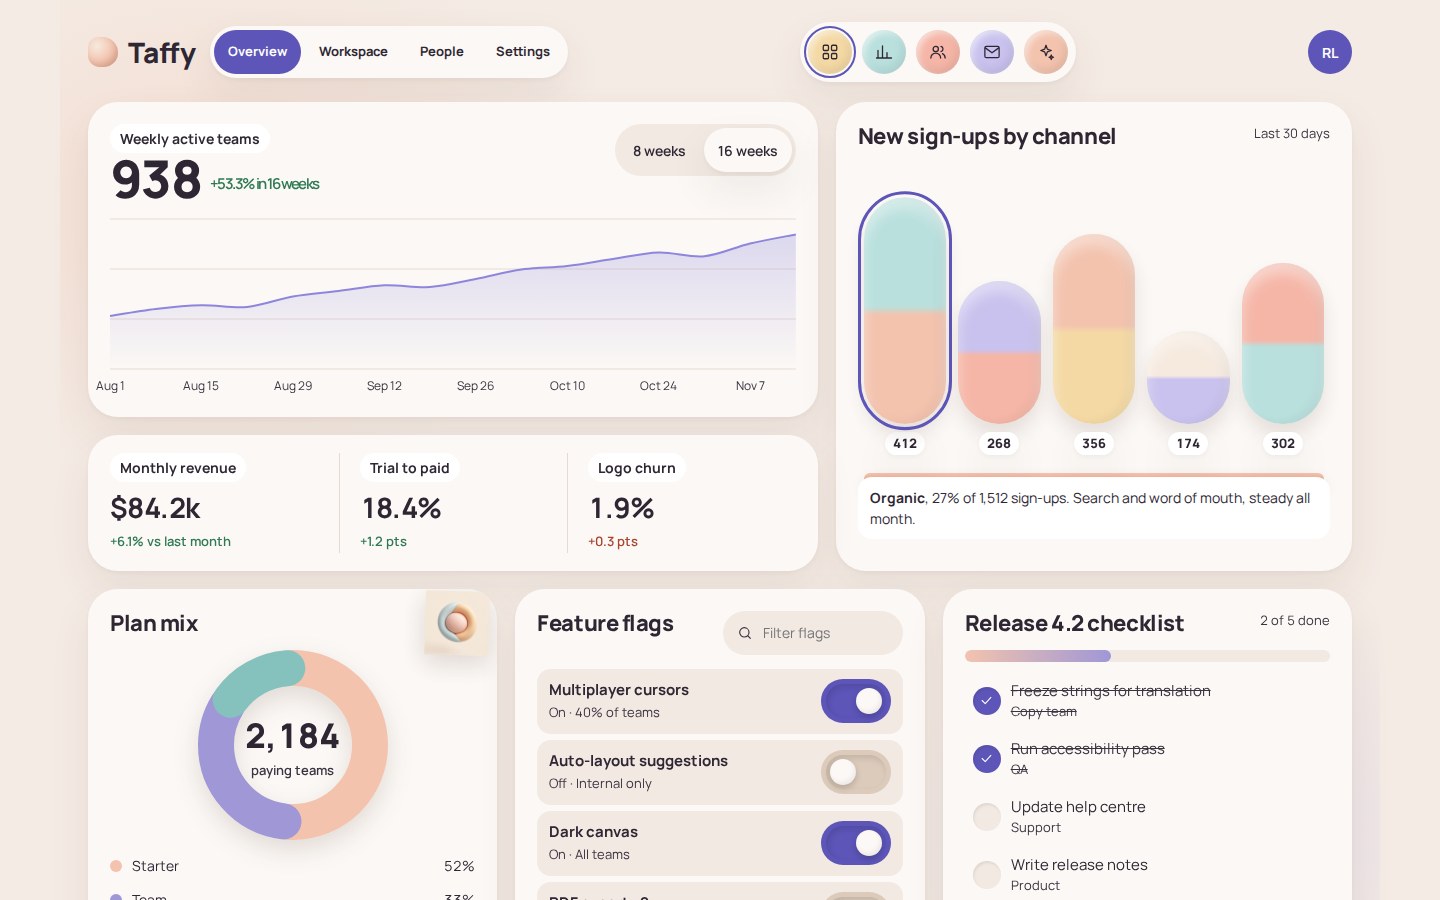 Taffy
Overview
Workspace
People
Settings
RL
Weekly active teams
938
+53.3% in 16 weeks
8 weeks
16 weeks
Aug 1
Aug 15
Aug 29
Sep 12
Sep 26
Oct 10
Oct 24
Nov 7
New sign-ups by channel
Last 30 days
412
268
356
174
302
Organic, 27% of 1,512 sign-ups. Search and word of mouth, steady all
month.
Monthly revenue
$84.2k
+6.1% vs last month
Trial to paid
18.4%
+1.2 pts
Logo churn
1.9%
+0.3 pts
Plan mix
2,184
paying teams
Starter
52%
Team
33%
Feature flags
Filter flags
Multiplayer cursors
On · 40% of teams
Auto-layout suggestions
Off · Internal only
Dark canvas
On · All teams
Release 4.2 checklist
2 of 5 done
Freeze strings for translation
Copy team
Run accessibility pass
QA
Update help centre
Support
Write release notes
Product